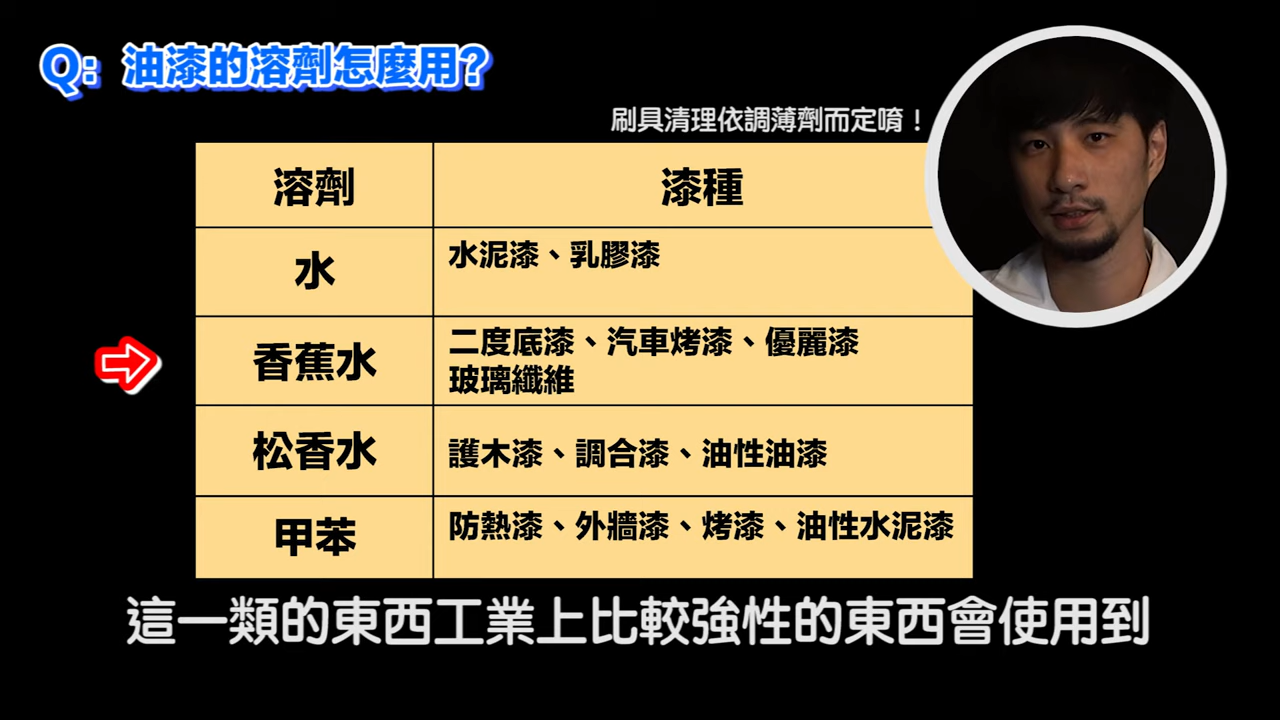 Q: 油漆的溶劑怎麼用?
刷具清理依調薄劑而定唷！
溶劑 漆種
水 水泥漆、乳膠漆
香蕉水 二度底漆、汽車烤漆、優麗漆
玻璃纖維
松香水 護木漆、調合漆、油性油漆
甲苯 防熱漆、外牆漆、烤漆、油性水泥漆
這一類的東西工業上比較強性的東西會使用到